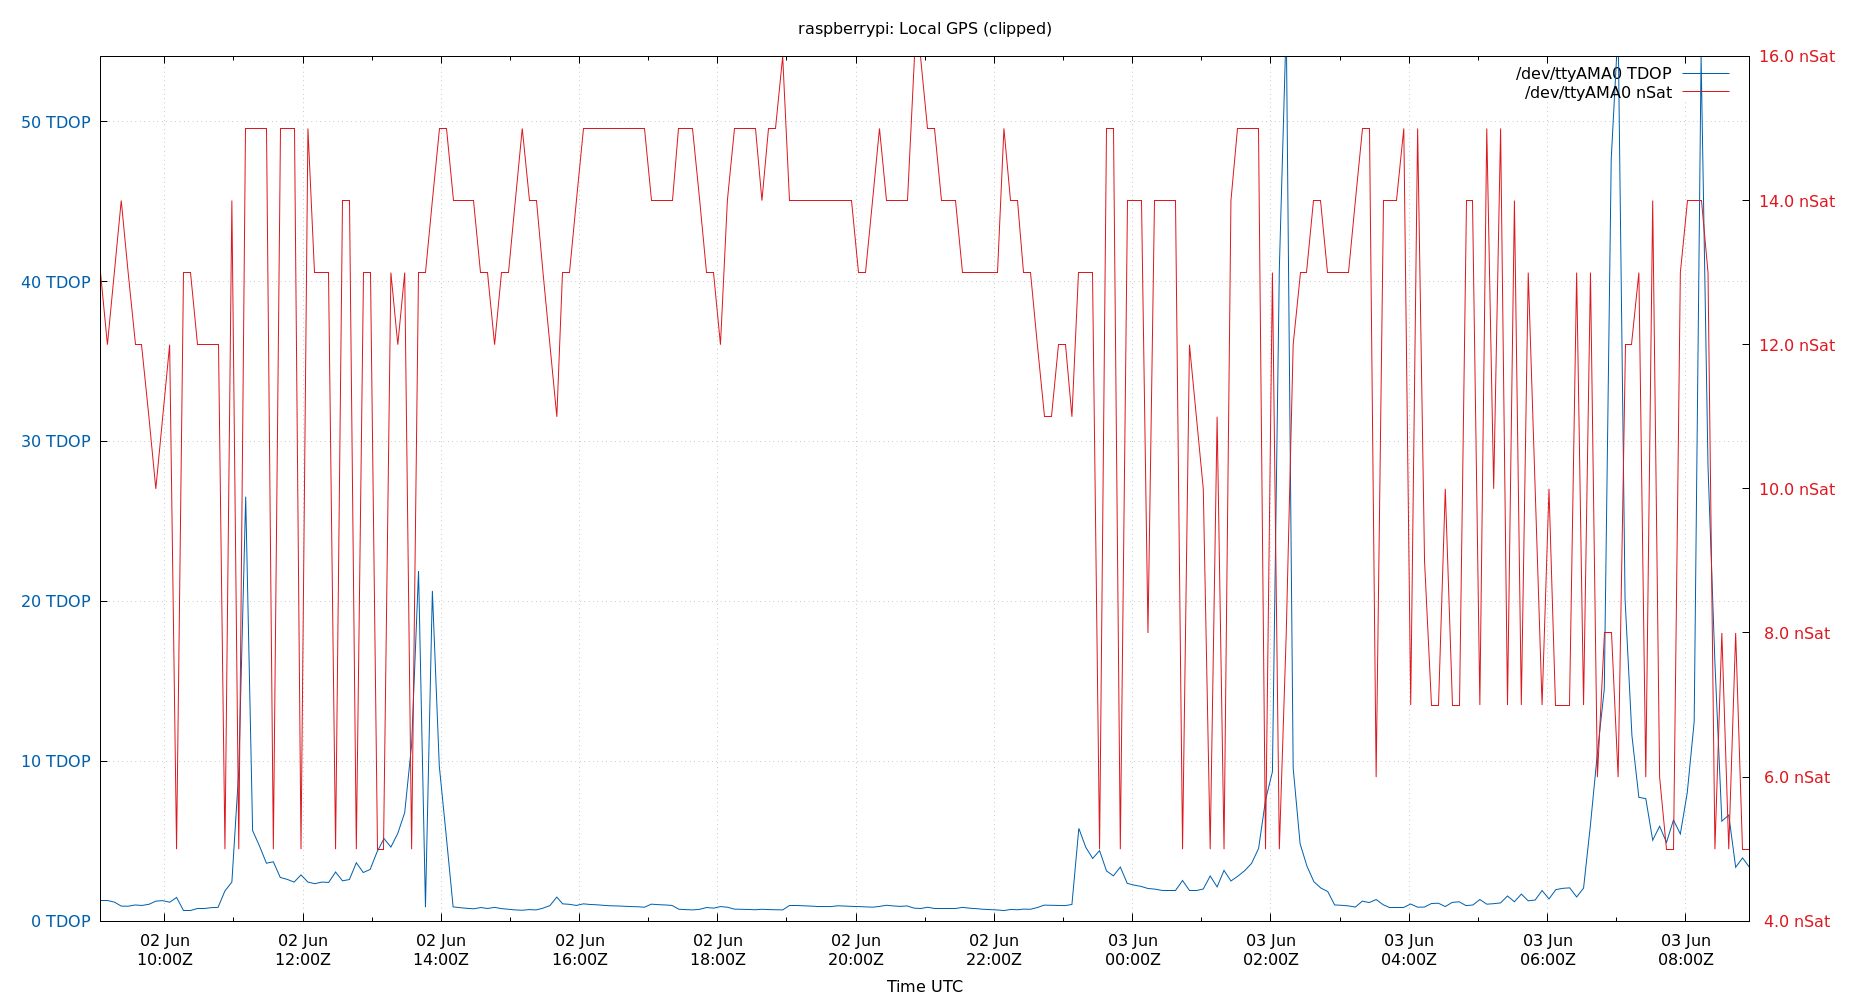 raspberrypi: Local GPS (clipped)
16.0 nSat
/dev/ttyAMA0 TDOP
/dev/ttyAMA0 nSat
50 TDOP
14.0 nSat
40 TDOP
12.0 nSat
30 TDOP
10.0 nSat
20 TDOP
8.0 nSat
10 TDOP
6.0 nSat
0 TDOP
4.0 nSat
02 Jun 02 Jun 02 Jun 02 Jun 02 Jun 02 Jun 02 Jun 03 Jun 03 Jun 03 Jun 03 Jun 03 Jun
10:00Z 12:00Z 14:00Z 16:00Z 18:00Z 20:00Z 22:00Z 00:00Z 02:00Z 04:00Z 06:00Z 08:00Z
Time UTC